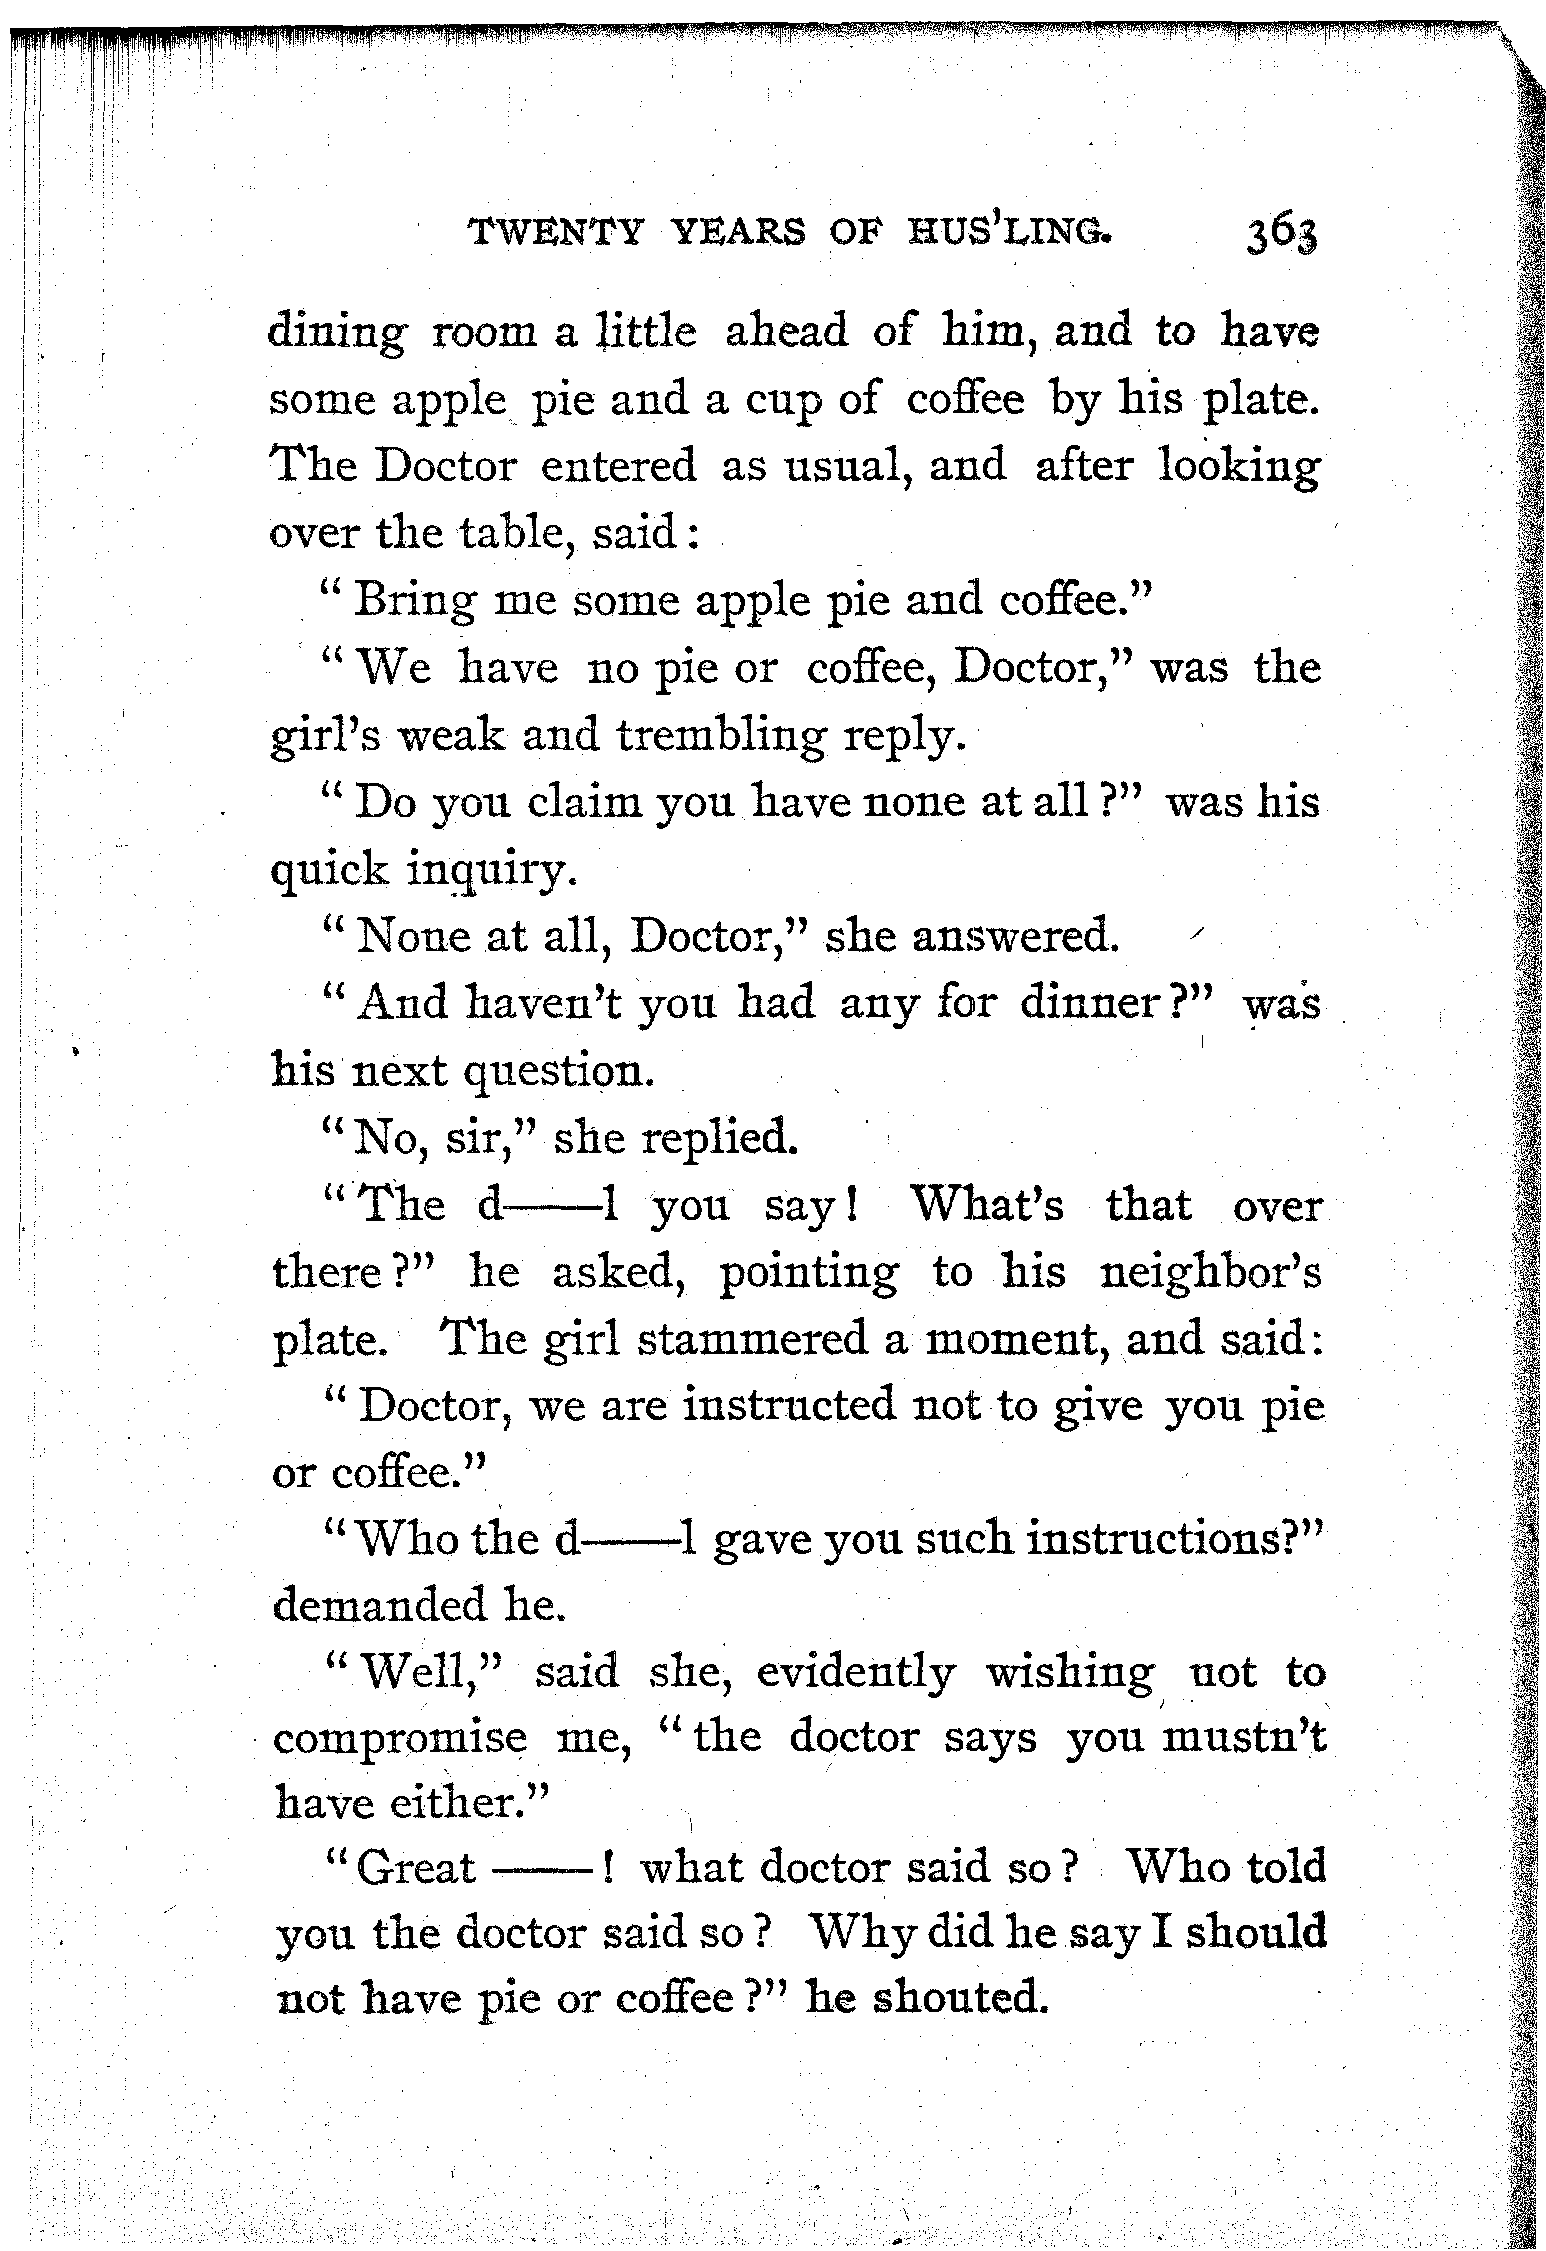 TWENTY YEARS OF HUS'LING. 363
dining room a little ahead of him, and to have
some apple pie and a cup of coffee by his plate.
The Doctor entered as usual, and after looking
over the table, said:
"Bring me some apple pie and coffee."
"We have no pie or coffee, Doctor," was the
girl's weak and trembling reply.
"Do you claim you have none at all?" was his
quick inquiry.
"None at all, Doctor," she answered.
"And haven't you had any for dinner?" was
his next question.
"No, sir," she replied.
"The d——l you say! What's that over
there?" he asked, pointing to his neighbor's
plate. The girl stammered a moment, and said:
"Doctor, we are instructed not to give you pie
or coffee."
"Who the d——l gave you such instructions?"
demanded he.
"Well," said she, evidently wishing not to
compromise me, "the doctor says you mustn't
have either."
"Great ——! what doctor said so? Who told
you the doctor said so? Why did he say I should
not have pie or coffee?" he shouted.